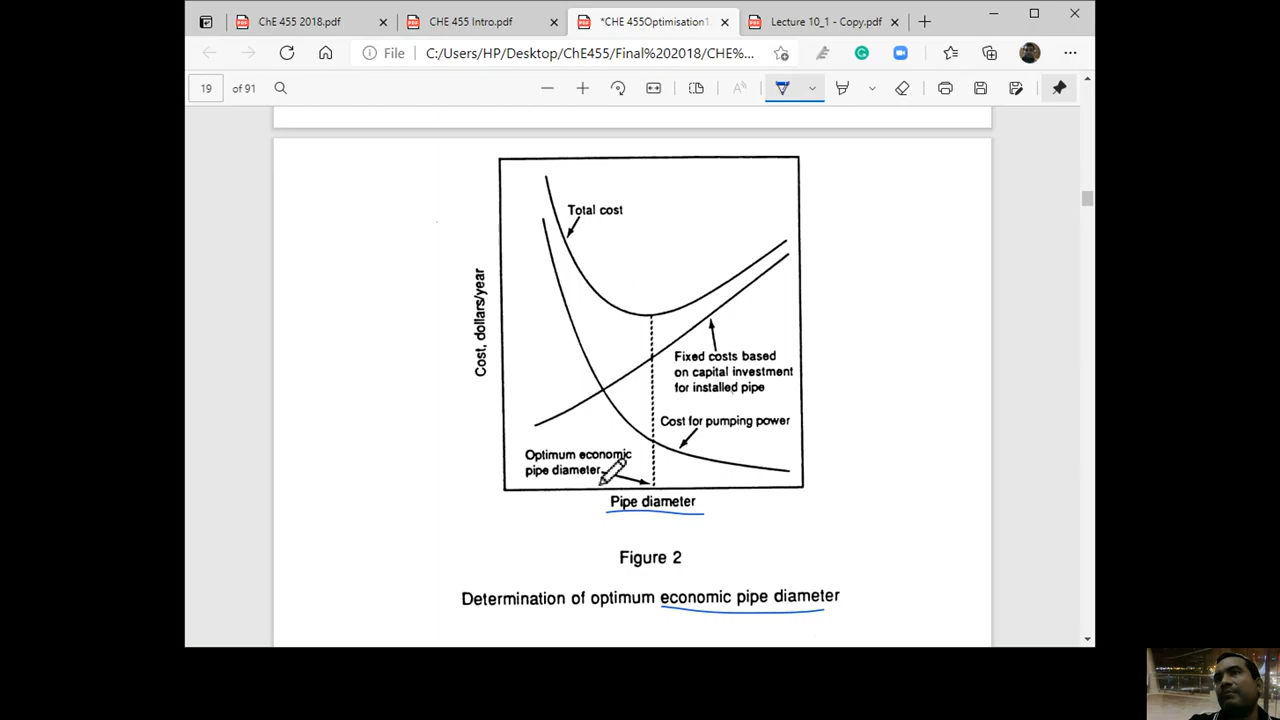 ChE 455 2018.pdf
CHE 455 Intro.pdf
*CHE 455Optimisation1.
Lecture 10_1 - Copy.pdf
File
C:/Users/HP/Desktop/ChE455/Final%202018/CHE%...
19 of 91
Total cost
Cost, dollars/year
Fixed costs based
on capital investment
for installed pipe
Cost for pumping power
Optimum economic
pipe diameter
Pipe diameter
Figure 2
Determination of optimum economic pipe diameter